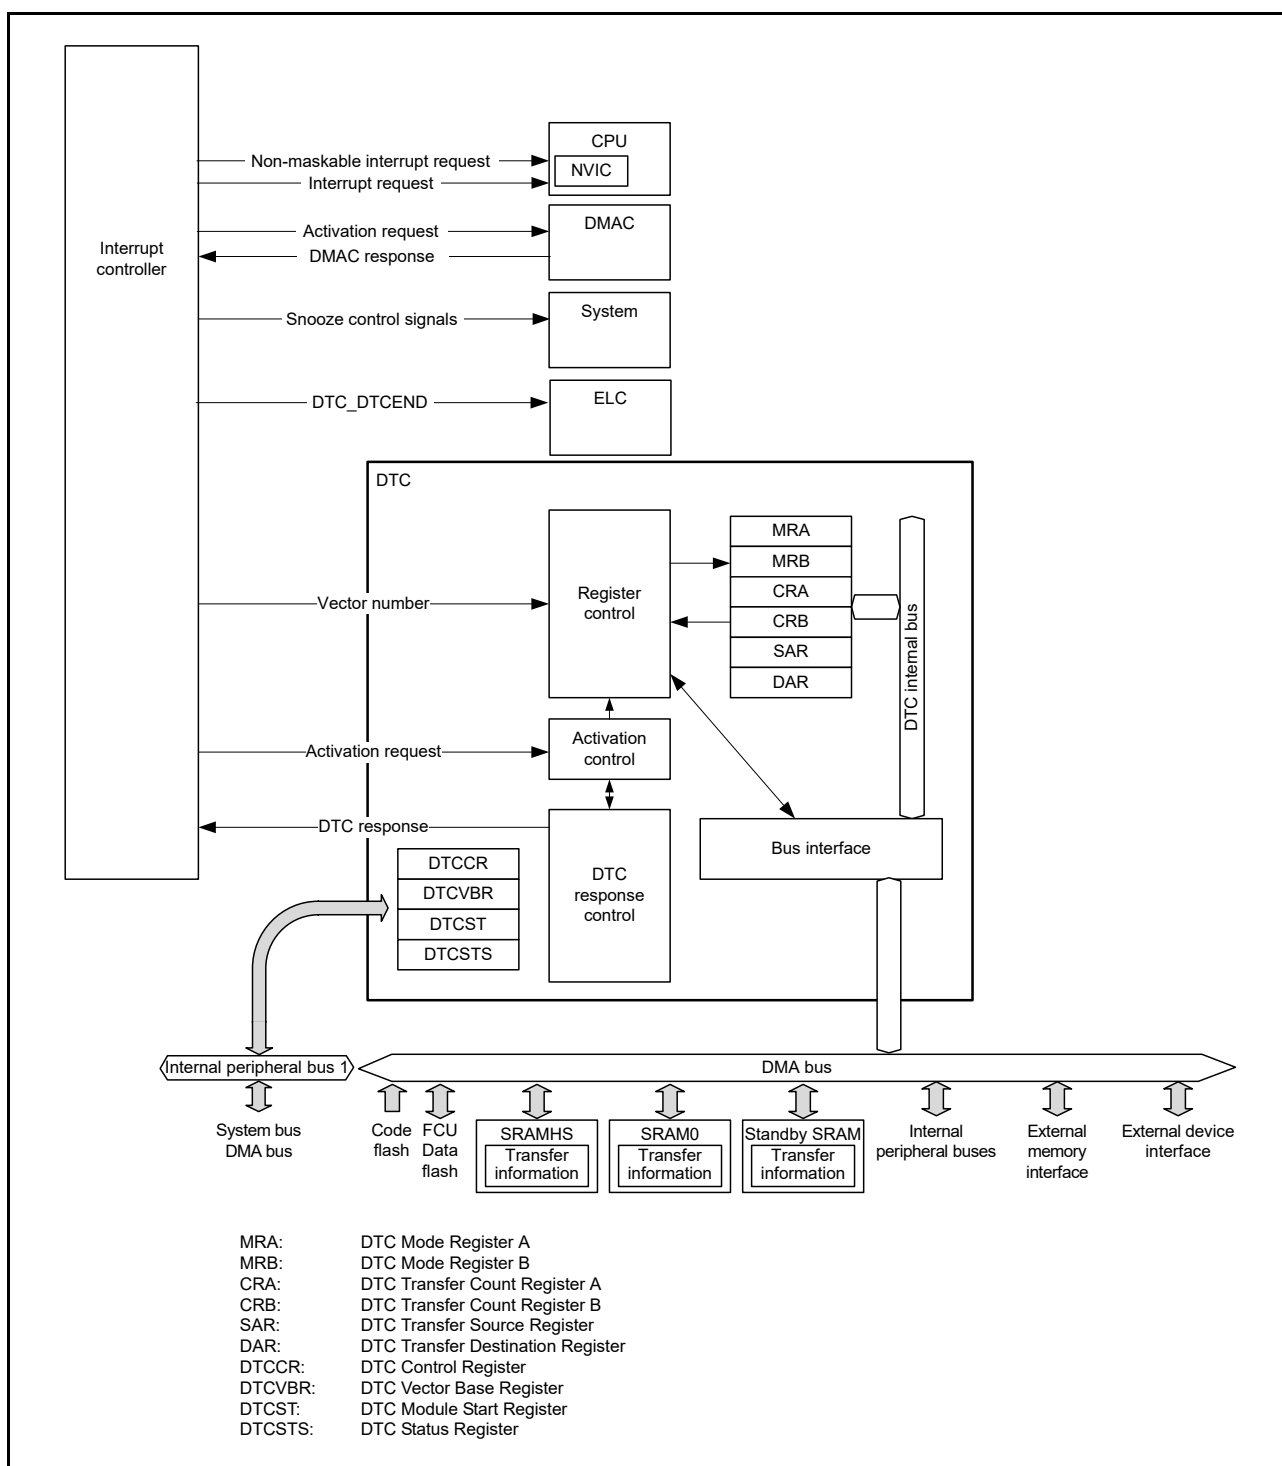 CPU
Non-maskable interrupt request
NVIC
Interrupt request
DMAC
Activation request
Interrupt
controller
DMAC response
System
Snooze control signals
ELC
DTC_DTCEND
DTC
MRA
MRB
CRA
CRB
SAR
DAR
Register
control
Vector number
DTC internal bus
Activation
control
Activation request
DTC response
Bus interface
DTCCR
DTCVBR
DTCST
DTCSTS
DTC
response
control
Internal peripheral bus 1
DMA bus
System bus
DMA bus
Code
flash
FCU
Data
flash
SRAMHS
Transfer
information
SRAM0
Transfer
information
Standby SRAM
Transfer
information
Internal
peripheral buses
External
memory
interface
External device
interface
MRA: DTC Mode Register A
MRB: DTC Mode Register B
CRA: DTC Transfer Count Register A
CRB: DTC Transfer Count Register B
SAR: DTC Transfer Source Register
DAR: DTC Transfer Destination Register
DTCCR: DTC Control Register
DTCVBR: DTC Vector Base Register
DTCST: DTC Module Start Register
DTCSTS: DTC Status Register